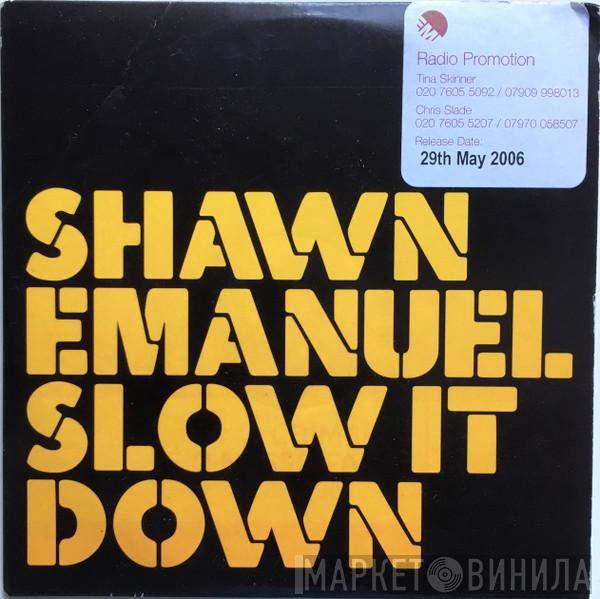 EMI
Radio Promotion
Tina Skinner
020 7605 5092 / 07909 998013
Chris Slade
020 7605 5207 / 07970 058507
Release Date:
29th May 2006
SHAWN
EMANUEL
SLOW IT
DOWN
МАРКЕТ ВИНИЛА